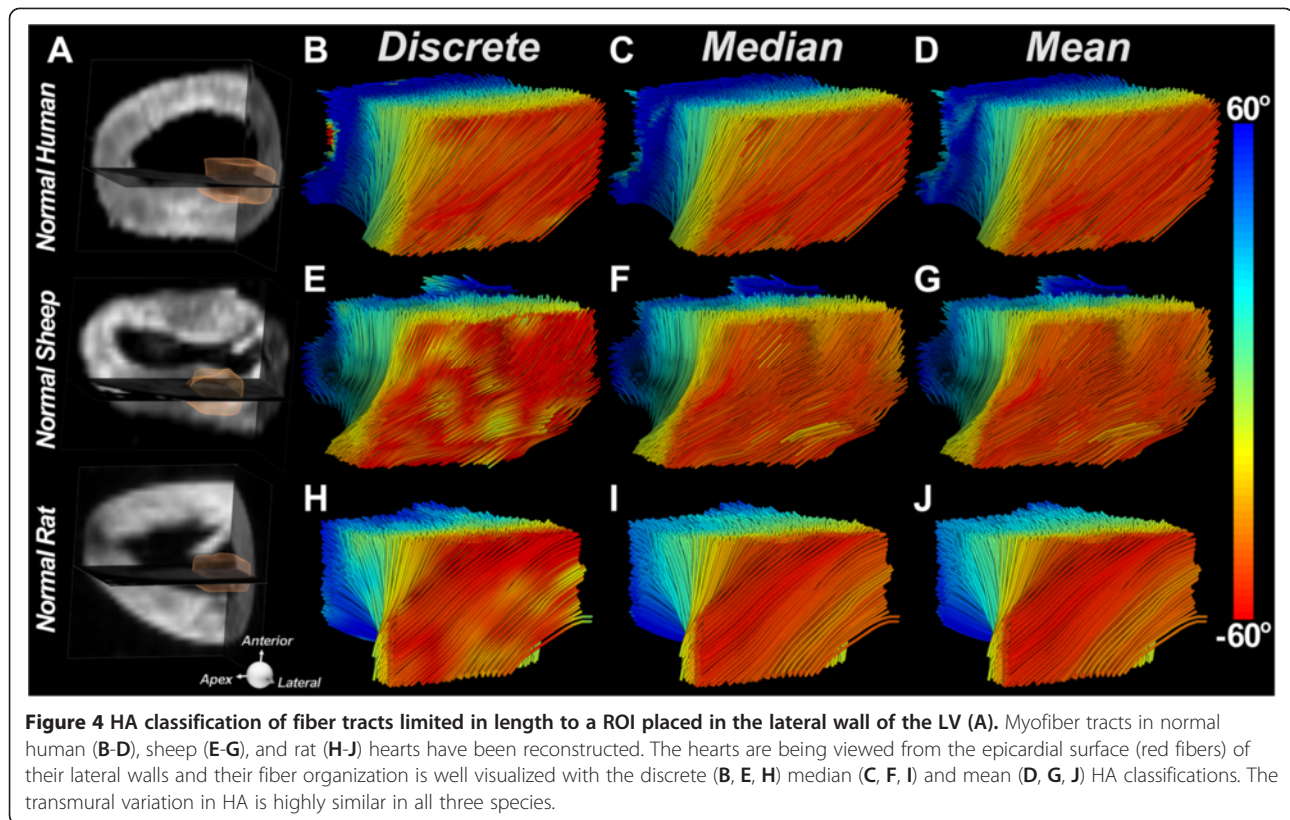 A
B
Discrete
C
Median
D
Mean
60°
Normal Human
E
F
G
Normal Sheep
H
I
J
Normal Rat
Anterior
Apex
Lateral
-60°
Figure 4 HA classification of fiber tracts limited in length to a ROI placed in the lateral wall of the LV (A). Myofiber tracts in normal
human (B-D), sheep (E-G), and rat (H-J) hearts have been reconstructed. The hearts are being viewed from the epicardial surface (red fibers) of
their lateral walls and their fiber organization is well visualized with the discrete (B, E, H) median (C, F, I) and mean (D, G, J) HA classifications. The
transmural variation in HA is highly similar in all three species.